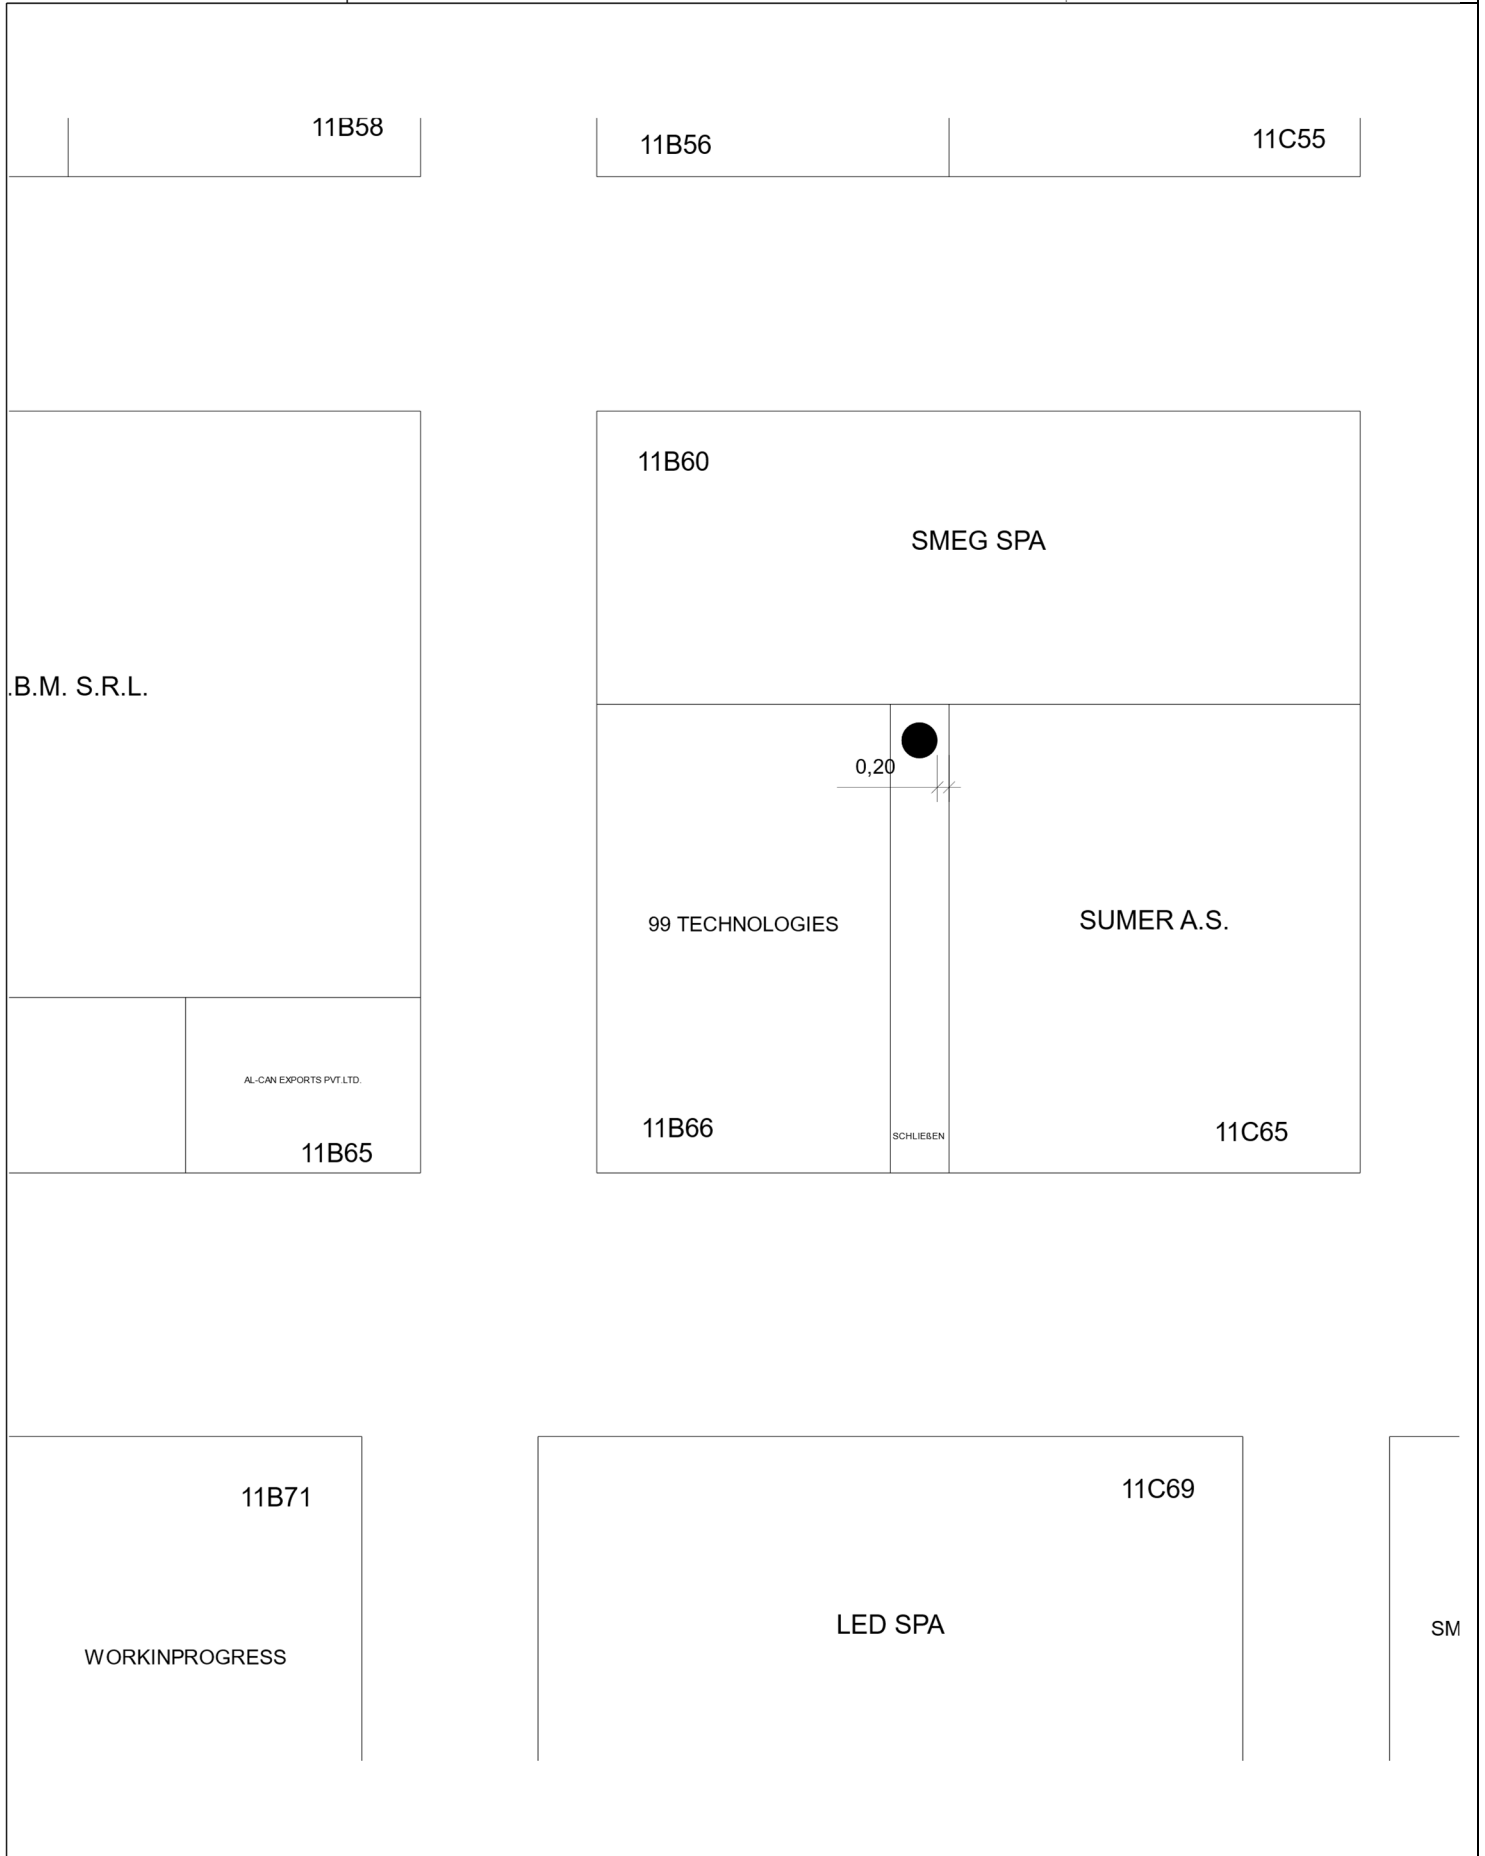 11B58
11B56
11C55
11B60
SMEG SPA
.B.M. S.R.L.
0,20
99 TECHNOLOGIES
SUMER A.S.
AL-CAN EXPORTS PVT.LTD.
11B66
SCHLIEßEN
11C65
11B65
11B71
11C69
LED SPA
SM
WORKINPROGRESS